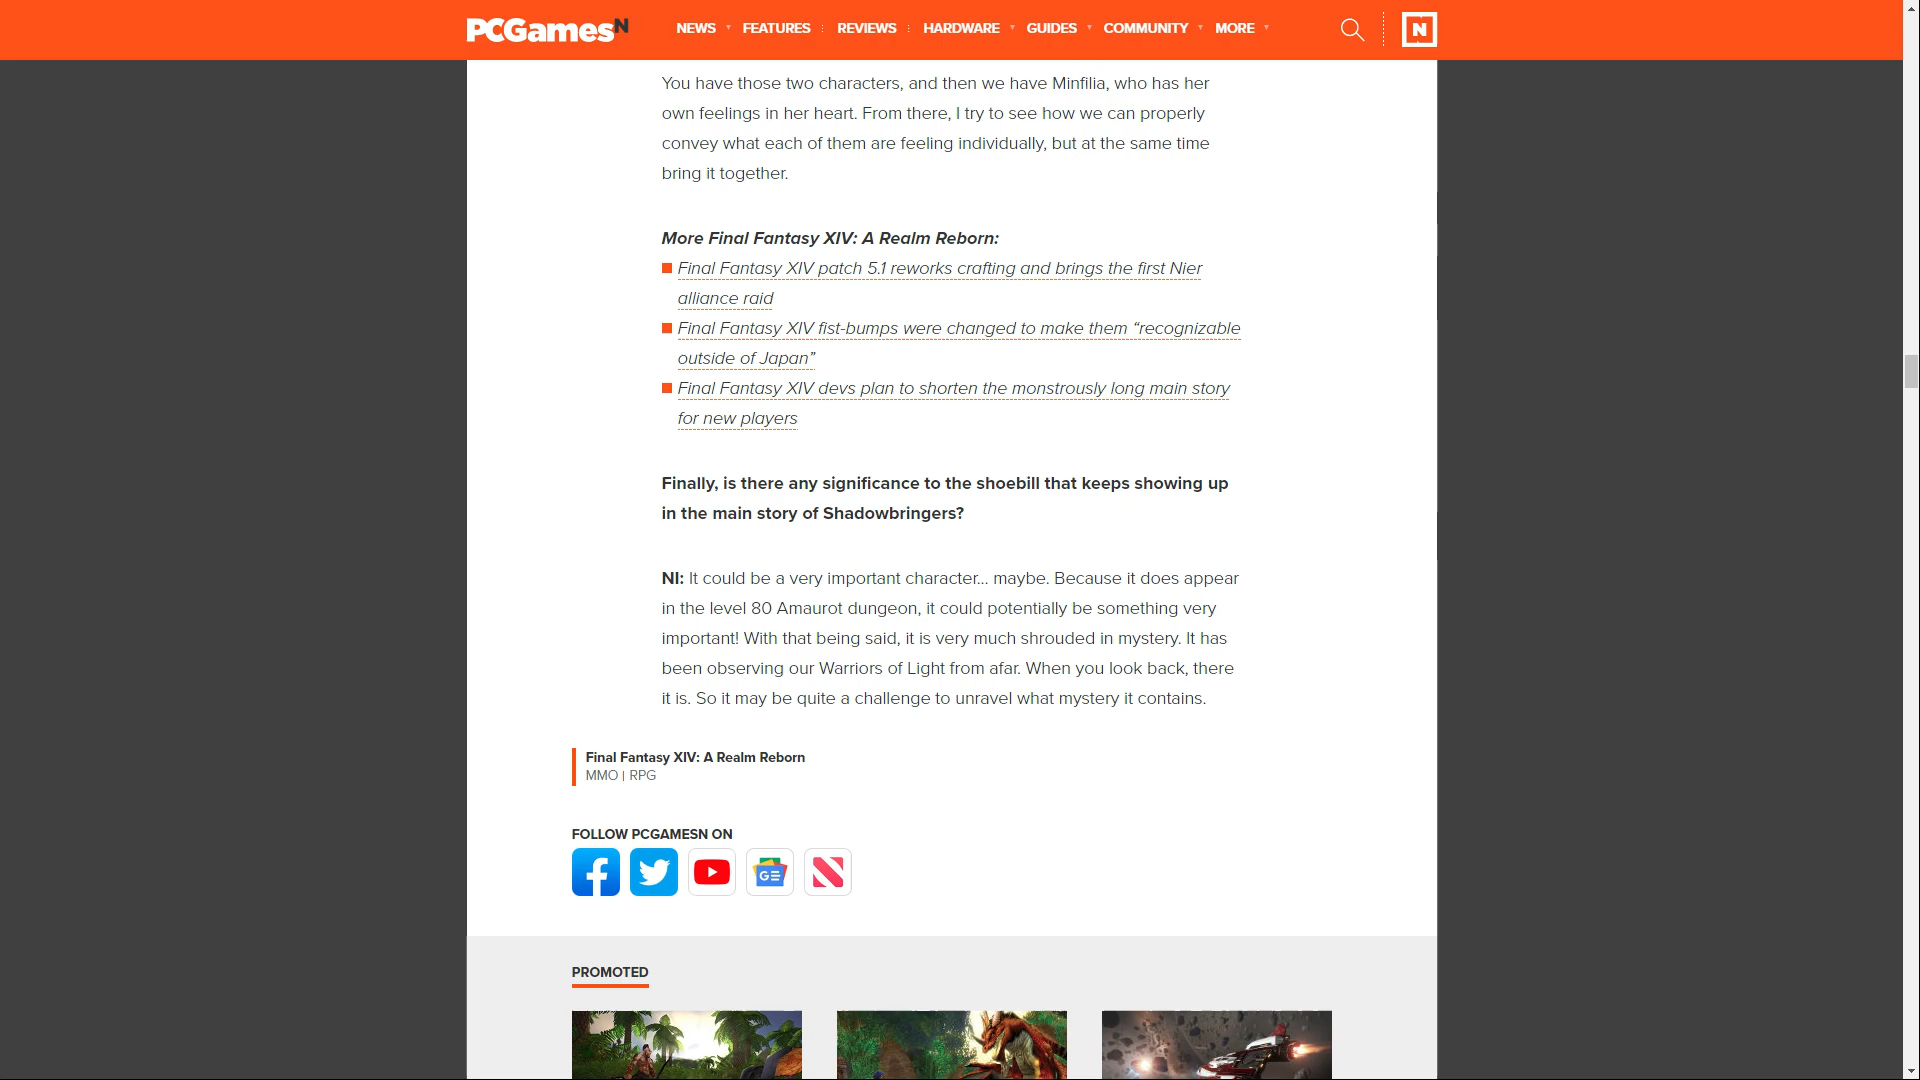 PCGamesN
NEWS FEATURES REVIEWS HARDWARE GUIDES COMMUNITY MORE
N
You have those two characters, and then we have Minfilia, who has her
own feelings in her heart. From there, I try to see how we can properly
convey what each of them are feeling individually, but at the same time
bring it together.
More Final Fantasy XIV: A Realm Reborn:
Final Fantasy XIV patch 5.1 reworks crafting and brings the first Nier
alliance raid
Final Fantasy XIV fist-bumps were changed to make them “recognizable
outside of Japan”
Final Fantasy XIV devs plan to shorten the monstrously long main story
for new players
Finally, is there any significance to the shoebill that keeps showing up
in the main story of Shadowbringers?
NI: It could be a very important character… maybe. Because it does appear
in the level 80 Amaurot dungeon, it could potentially be something very
important! With that being said, it is very much shrouded in mystery. It has
been observing our Warriors of Light from afar. When you look back, there
it is. So it may be quite a challenge to unravel what mystery it contains.
Final Fantasy XIV: A Realm Reborn
MMO | RPG
FOLLOW PCGAMESN ON
PROMOTED